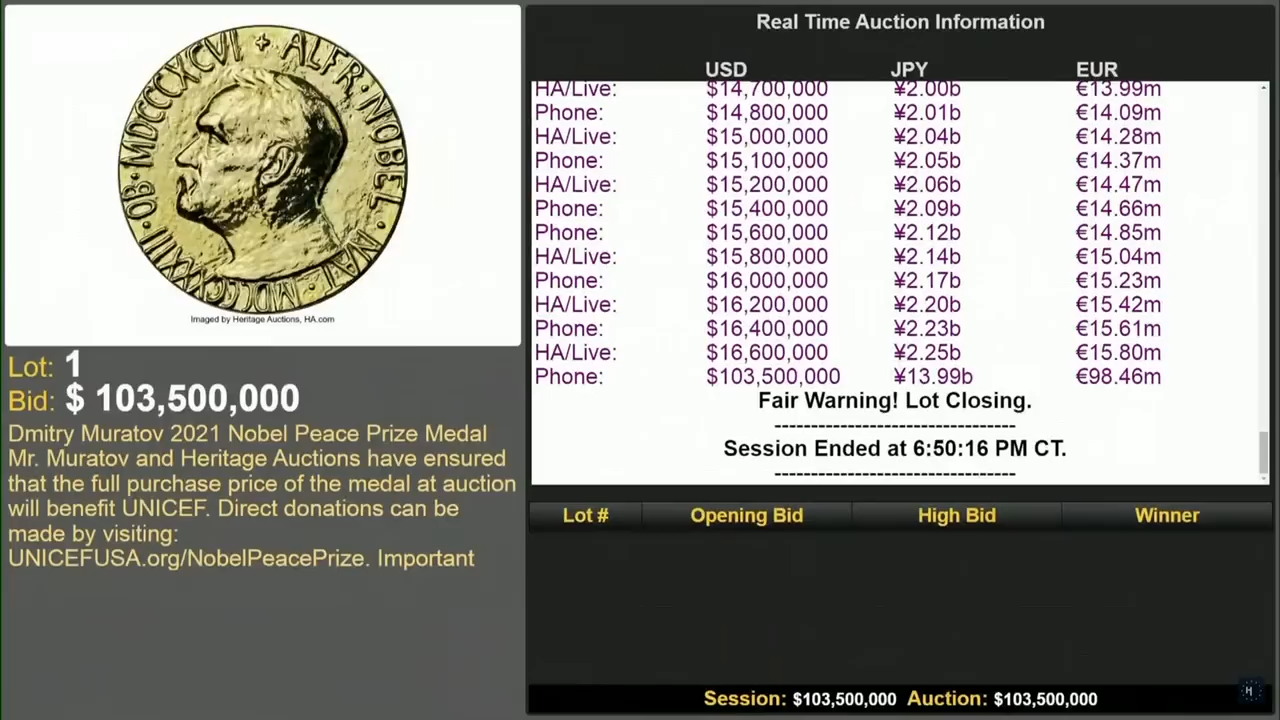 ·OB·MDCCCXCVI + ALFR·NOBEL· NAT· MDCCCXXXIII
Imaged by Heritage Auctions, HA.com
Lot: 1
Bid: $ 103,500,000
Dmitry Muratov 2021 Nobel Peace Prize Medal
Mr. Muratov and Heritage Auctions have ensured
that the full purchase price of the medal at auction
will benefit UNICEF. Direct donations can be
made by visiting:
UNICEFUSA.org/NobelPeacePrize. Important
Real Time Auction Information
USD JPY EUR
HA/Live: $14,700,000 ¥2.00b €13.99m
Phone: $14,800,000 ¥2.01b €14.09m
HA/Live: $15,000,000 ¥2.04b €14.28m
Phone: $15,100,000 ¥2.05b €14.37m
HA/Live: $15,200,000 ¥2.06b €14.47m
Phone: $15,400,000 ¥2.09b €14.66m
Phone: $15,600,000 ¥2.12b €14.85m
HA/Live: $15,800,000 ¥2.14b €15.04m
Phone: $16,000,000 ¥2.17b €15.23m
HA/Live: $16,200,000 ¥2.20b €15.42m
Phone: $16,400,000 ¥2.23b €15.61m
HA/Live: $16,600,000 ¥2.25b €15.80m
Phone: $103,500,000 ¥13.99b €98.46m
Fair Warning! Lot Closing.
-------------------------------
Session Ended at 6:50:16 PM CT.
-------------------------------
Lot # Opening Bid High Bid Winner
Session: $103,500,000 Auction: $103,500,000
H